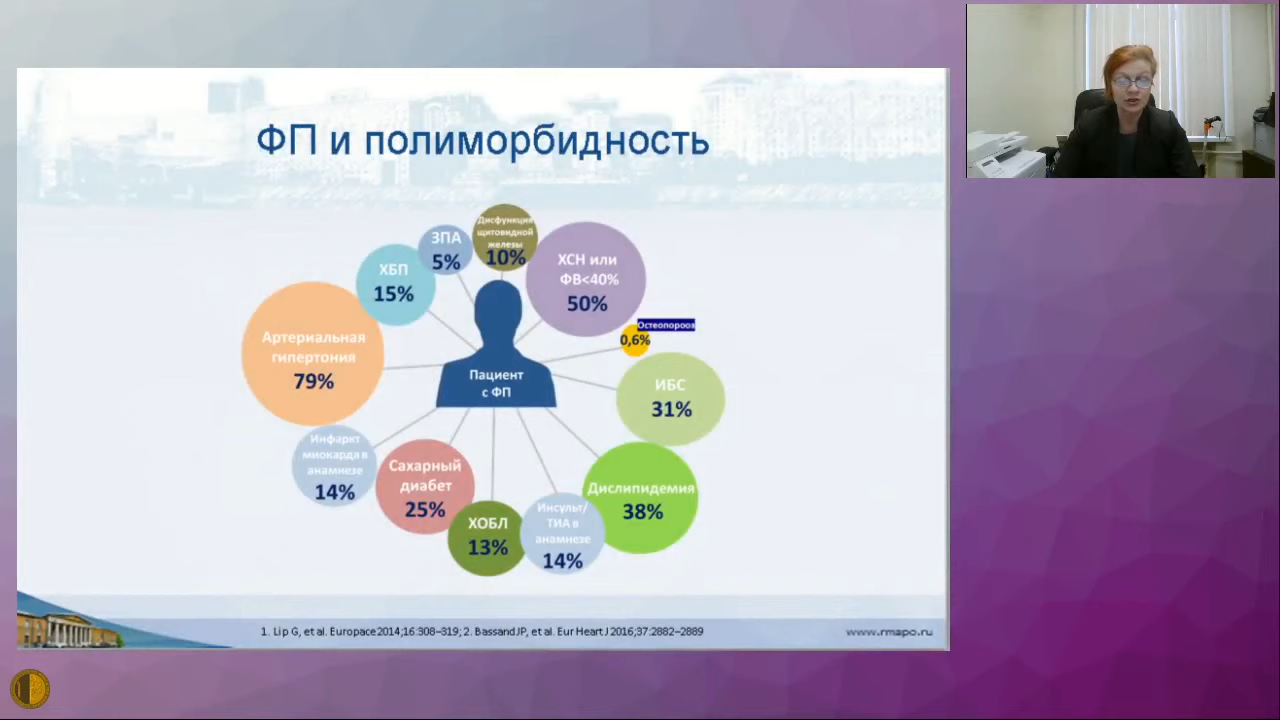 ФП и полиморбидность
Дисфункция
щитовидной
железы
10%
ЗПА
5%
ХБП
15%
ХСН или
ФВ<40%
50%
Остеопороз
0,6%
Артериальная
гипертония
79%
Пациент
с ФП
ИБС
31%
Инфаркт
миокарда в
анамнезе
14%
Сахарный
диабет
25%
ХОБЛ
13%
Инсульт/
ТИА в
анамнезе
14%
Дислипидемия
38%
1. Lip G, et al. Europace 2014;16:308–319; 2. Bassand JP, et al. Eur Heart J 2016;37:2882–2889
www.rmapo.ru